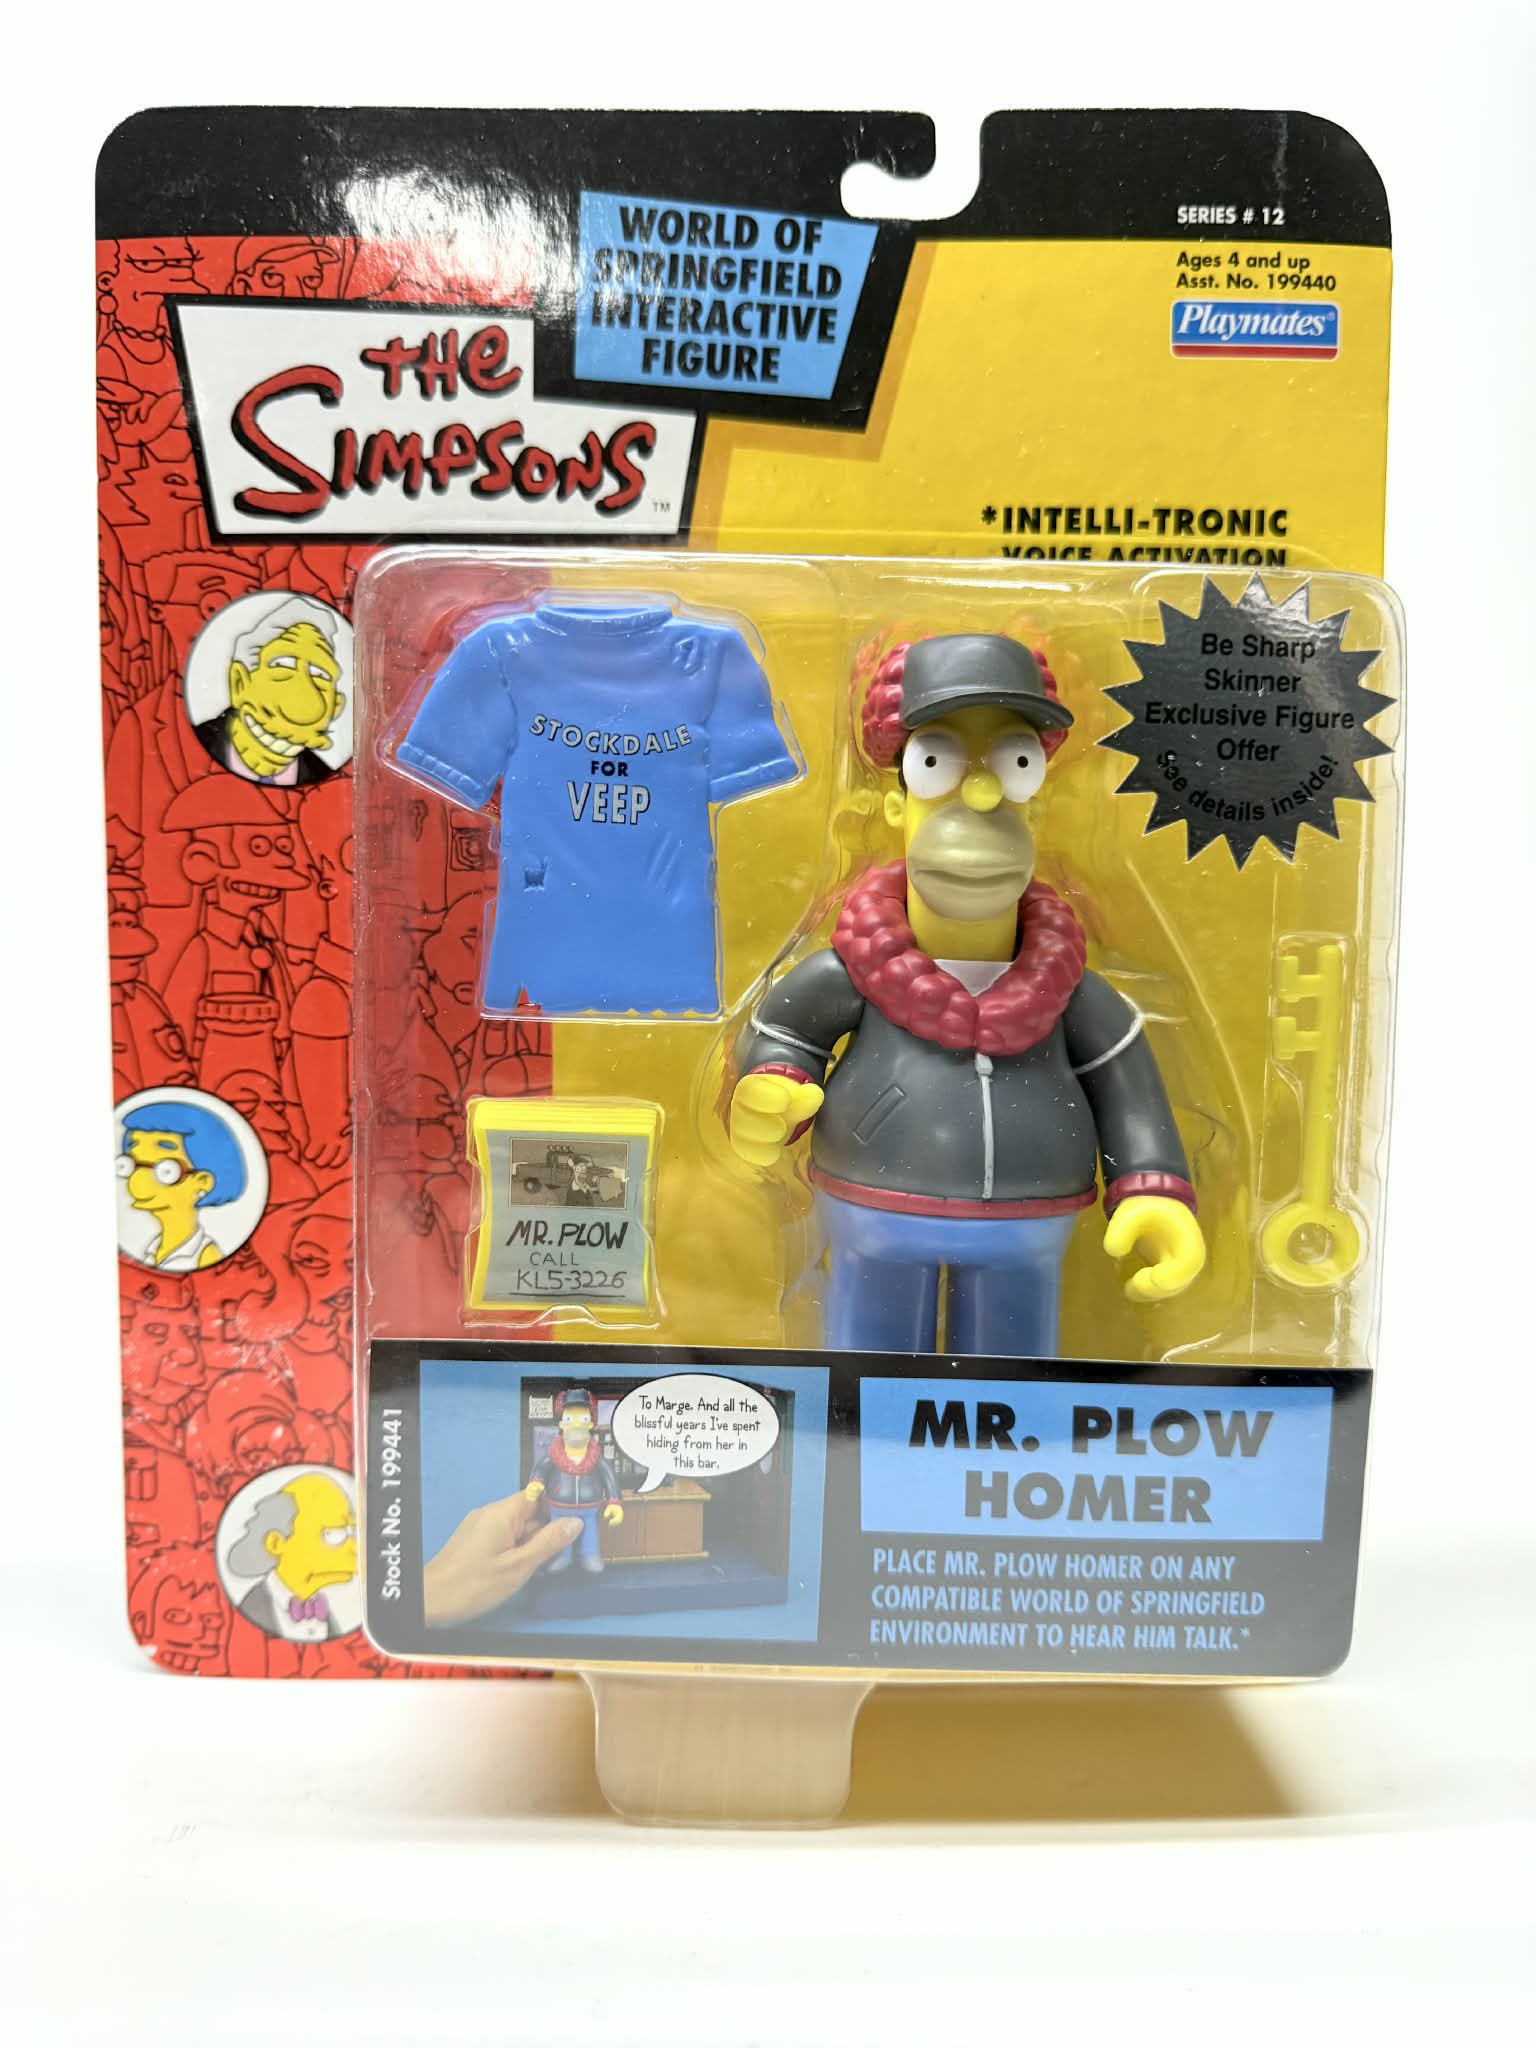 SERIES # 12
WORLD OF
SPRINGFIELD
INTERACTIVE
FIGURE
Ages 4 and up
Asst. No. 199440
Playmates®
THE
SIMPSONS
TM
*INTELLI-TRONIC
VOICE ACTIVATION
Be Sharp
Skinner
Exclusive Figure
Offer
See details inside!
STOCKDALE
FOR
VEEP
MR. PLOW
CALL
KL5-3226
Stock No. 199441
To Marge. And all the
blissful years I've spent
hiding from her in
this bar.
MR. PLOW
HOMER
PLACE MR. PLOW HOMER ON ANY
COMPATIBLE WORLD OF SPRINGFIELD
ENVIRONMENT TO HEAR HIM TALK.*